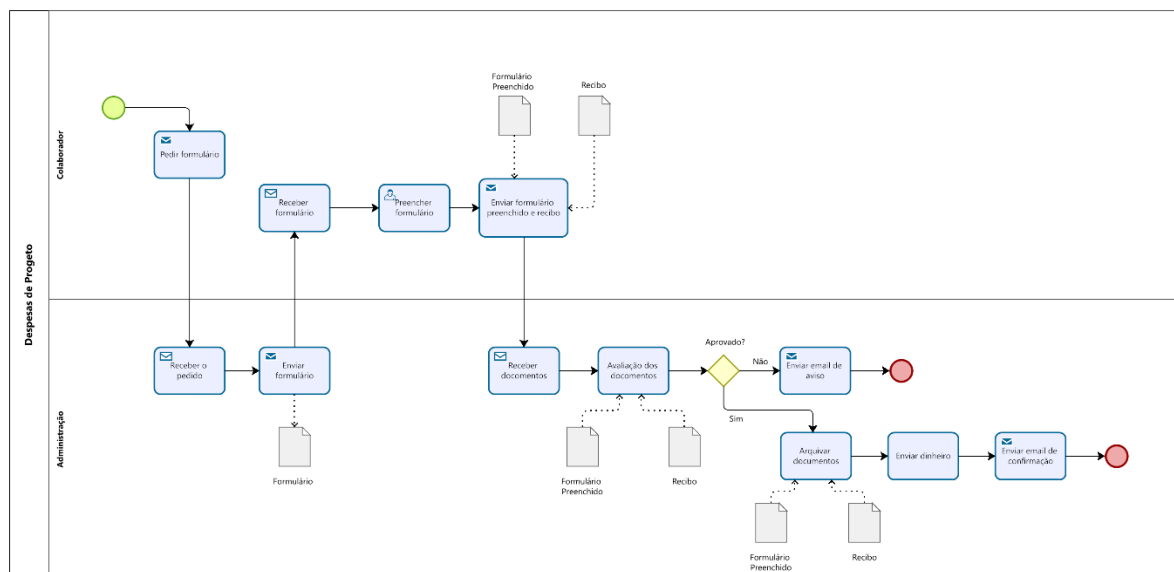 Despesas de Progeto
Colaborador
Formulário
Preenchido
Recibo
Pedir formulário
Receber
formulário
Preencher
formulário
Enviar formulário
preenchido e recibo
Administração
Receber o
pedido
Enviar
formulário
Formulário
Receber
documentos
Avaliação dos
documentos
Formulário
Preenchido
Recibo
Aprovado?
Não
Sim
Enviar email de
aviso
Arquivar
documentos
Enviar dinheiro
Enviar email de
confirmação
Formulário
Preenchido
Recibo